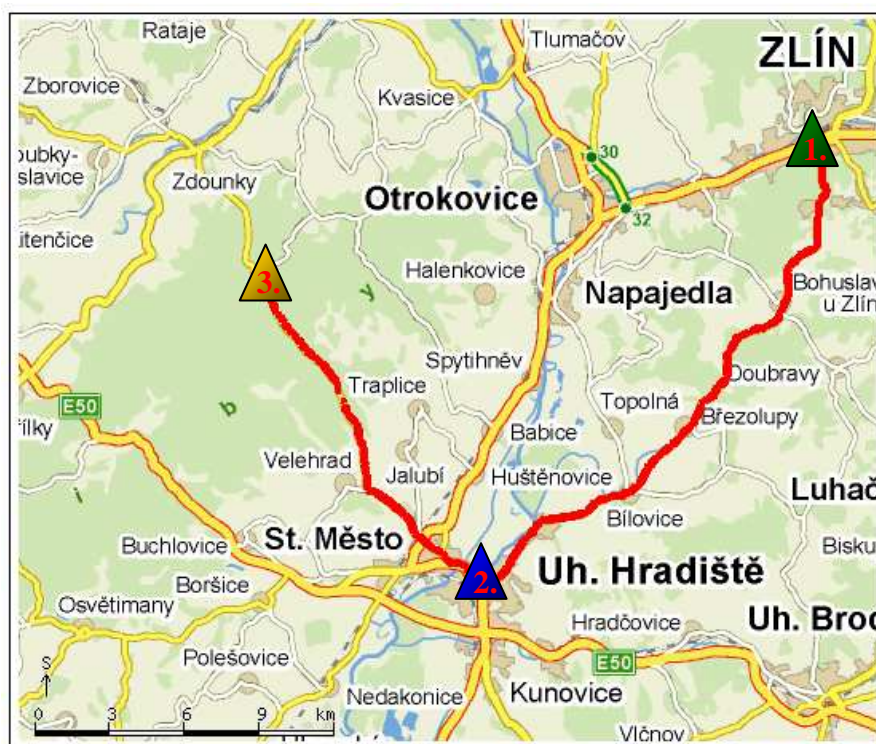 Rataje
Tlumačov
ZLÍN
Zborovice
Kvasice
1.
oubky-
slavice
30
Zdounky
Otrokovice
32
itenčice
3.
Halenkovice
y
Napajedla
Bohuslav
u Zlín
Spytihněv
Traplice
Doubravy
E50
b
Topolná
Březolupy
řílky
Babice
Velehrad
Jalubí
Huštěnovice
i
Luhač
Bílovice
St. Město
Buchlovice
Bisku
2.
Uh. Hradiště
Boršice
Osvětimany
Hradčovice
Uh. Brod
Polešovice
S
E50
Nedakonice
Kunovice
0 3 6 9 km
Vlčnov